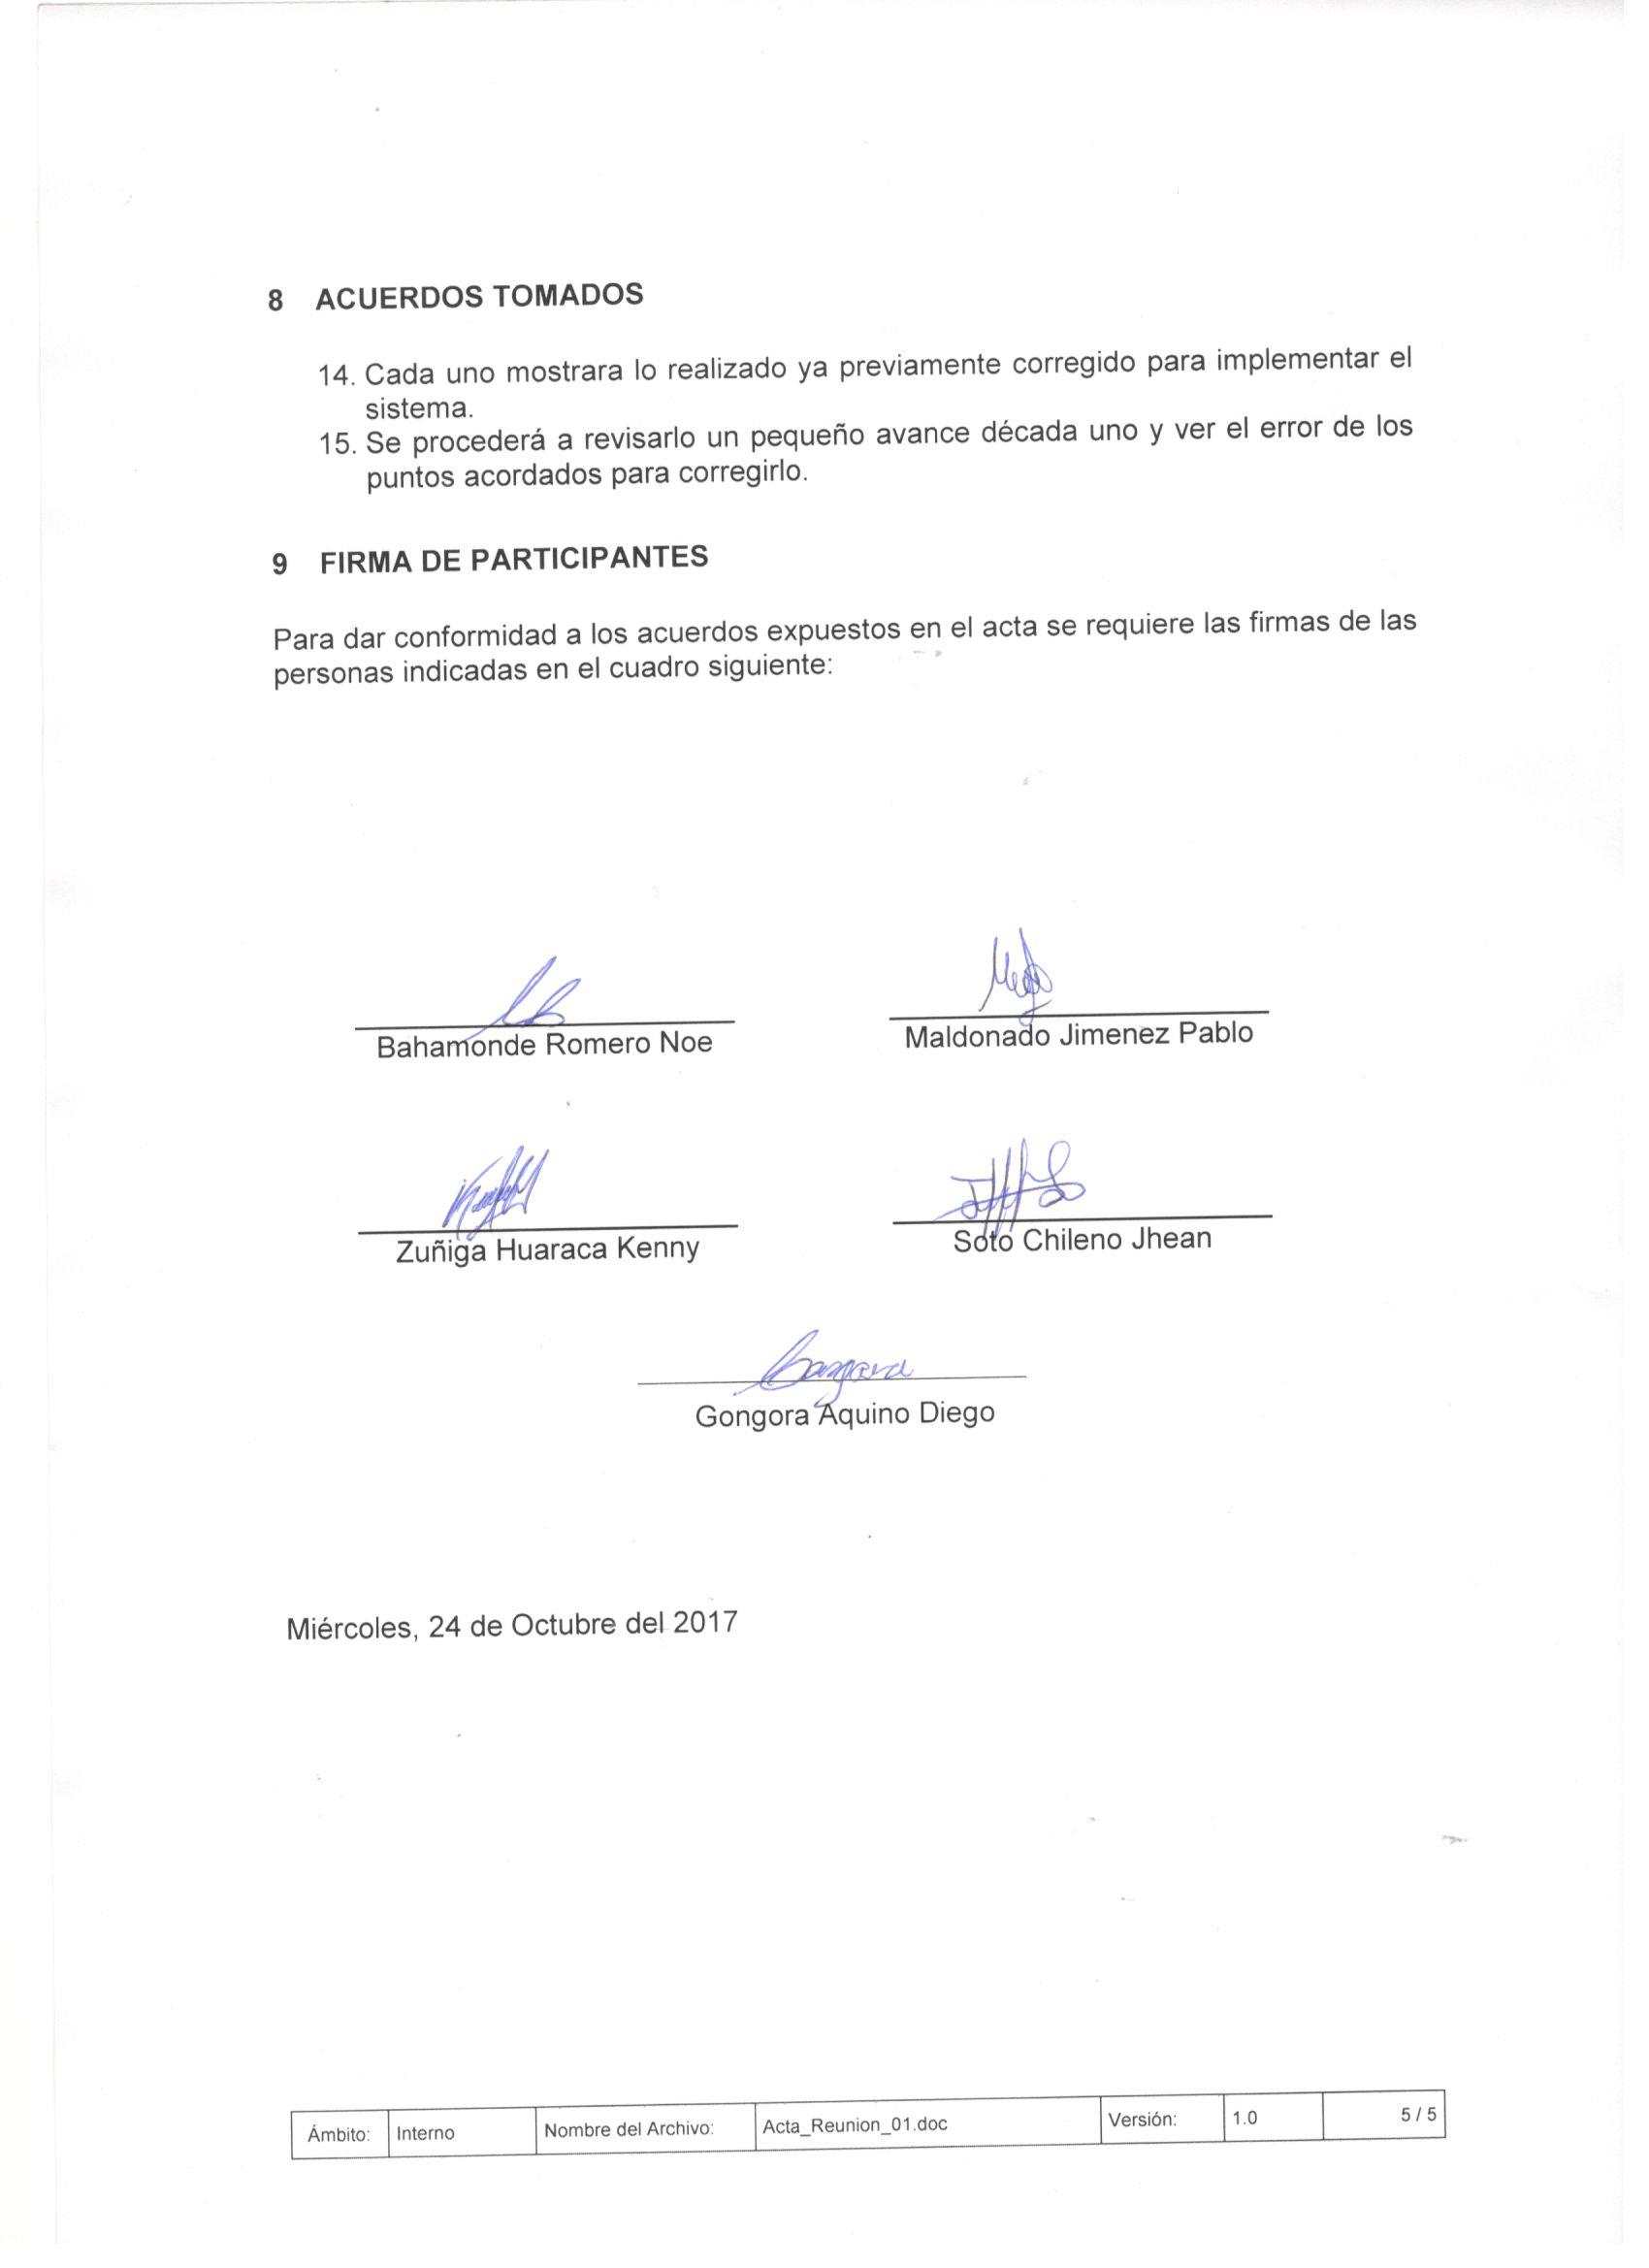 8 ACUERDOS TOMADOS
14. Cada uno mostrara lo realizado ya previamente corregido para implementar el
sistema.
15. Se procederá a revisarlo un pequeño avance década uno y ver el error de los
puntos acordados para corregirlo.
9 FIRMA DE PARTICIPANTES
Para dar conformidad a los acuerdos expuestos en el acta se requiere las firmas de las
personas indicadas en el cuadro siguiente:
Bahamonde Romero Noe
Maldonado Jimenez Pablo
Zuñiga Huaraca Kenny
Soto Chileno Jhean
Gongora Aquino Diego
Miércoles, 24 de Octubre del 2017
Ámbito: Interno Nombre del Archivo: Acta_Reunion_01.doc Versión: 1.0 5 / 5